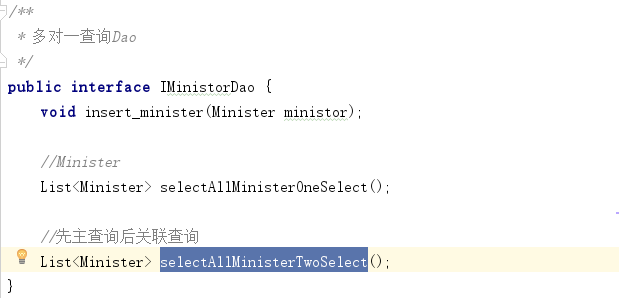 /**
 * 多对一查询Dao
 */
public interface IMinistorDao {
    void insert_minister(Minister ministor);
    //Minister
    List<Minister> selectAllMinisterOneSelect();
    //先主查询后关联查询
    List<Minister> selectAllMinisterTwoSelect();
}